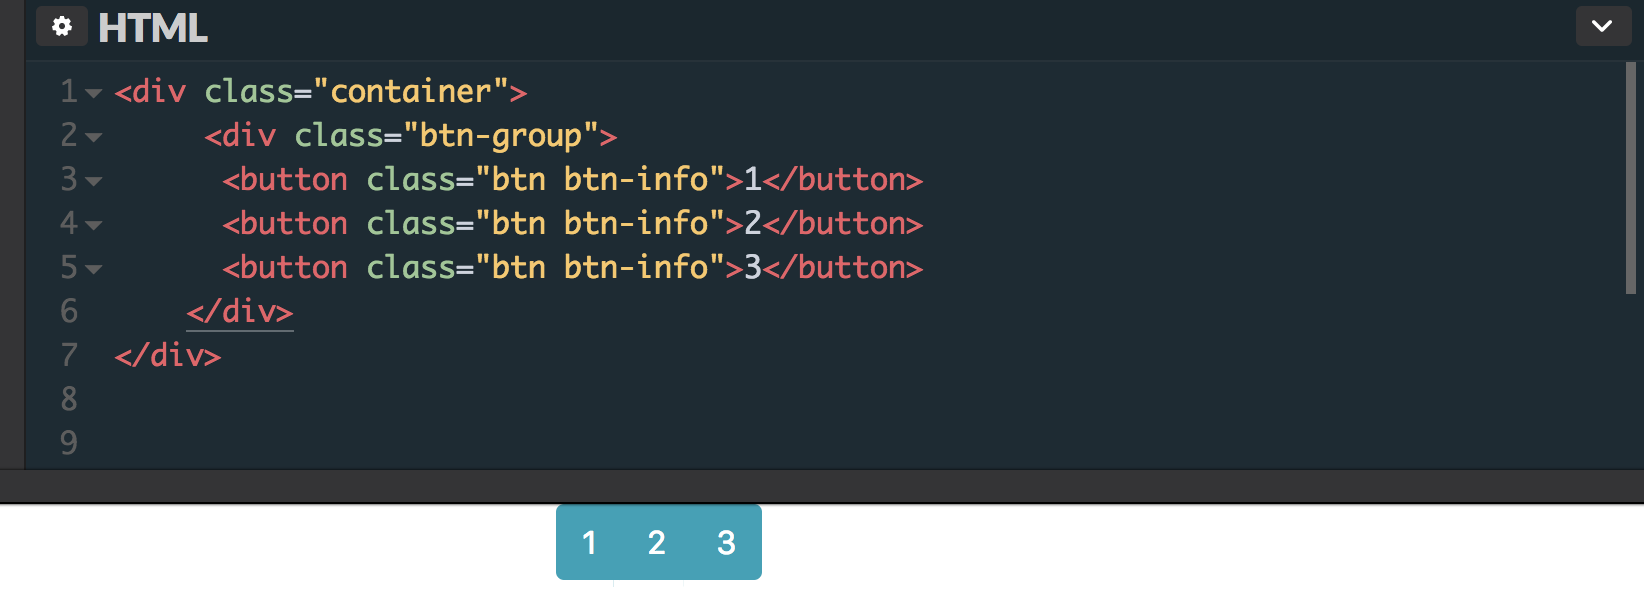 HTML
1 <div class="container">
2 <div class="btn-group">
3 <button class="btn btn-info">1</button>
4 <button class="btn btn-info">2</button>
5 <button class="btn btn-info">3</button>
6 </div>
7 </div>
8
9
1 2 3